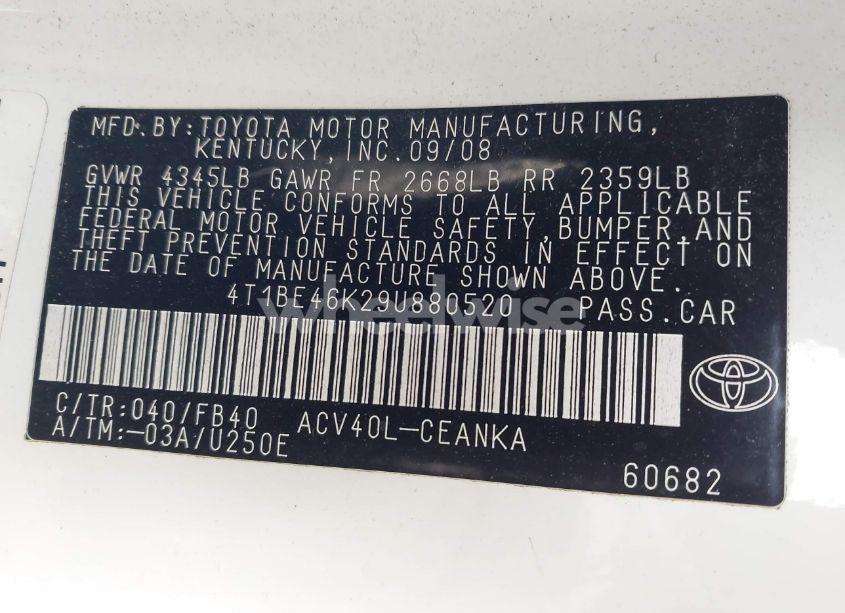 MFD. BY: TOYOTA MOTOR MANUFACTURING,
KENTUCKY, INC. 09/08
GVWR 4345LB GAWR FR 2668LB RR 2359LB
THIS VEHICLE CONFORMS TO ALL APPLICABLE
FEDERAL MOTOR VEHICLE SAFETY, BUMPER, AND
THEFT PREVENTION STANDARDS IN EFFECT ON
THE DATE OF MANUFACTURE SHOWN ABOVE.
4T1BE46K29U880520 PASS. CAR
wheelwise
C/TR: 040/FB40 ACV40L-CEANKA
A/TM: -03A/U250E
60682